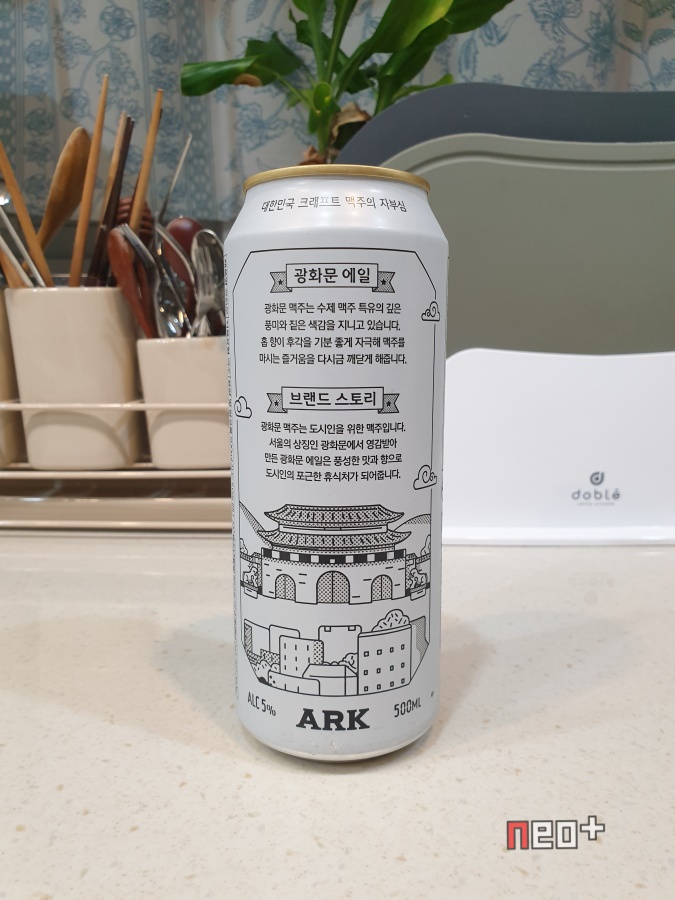 대한민국 크래프트 맥주의 자부심
광화문 에일
광화문 맥주는 수제 맥주 특유의 깊은
풍미와 짙은 색감을 지니고 있습니다.
홉 향이 후각을 기분 좋게 자극해 맥주를
마시는 즐거움을 다시금 깨닫게 해줍니다.
브랜드 스토리
광화문 맥주는 도시인을 위한 맥주입니다.
서울의 상징인 광화문에서 영감받아
만든 광화문 에일은 풍성한 맛과 향으로
도시인의 포근한 휴식처가 되어줍니다.
ALC 5% ARK 500ML
doblé
neo+